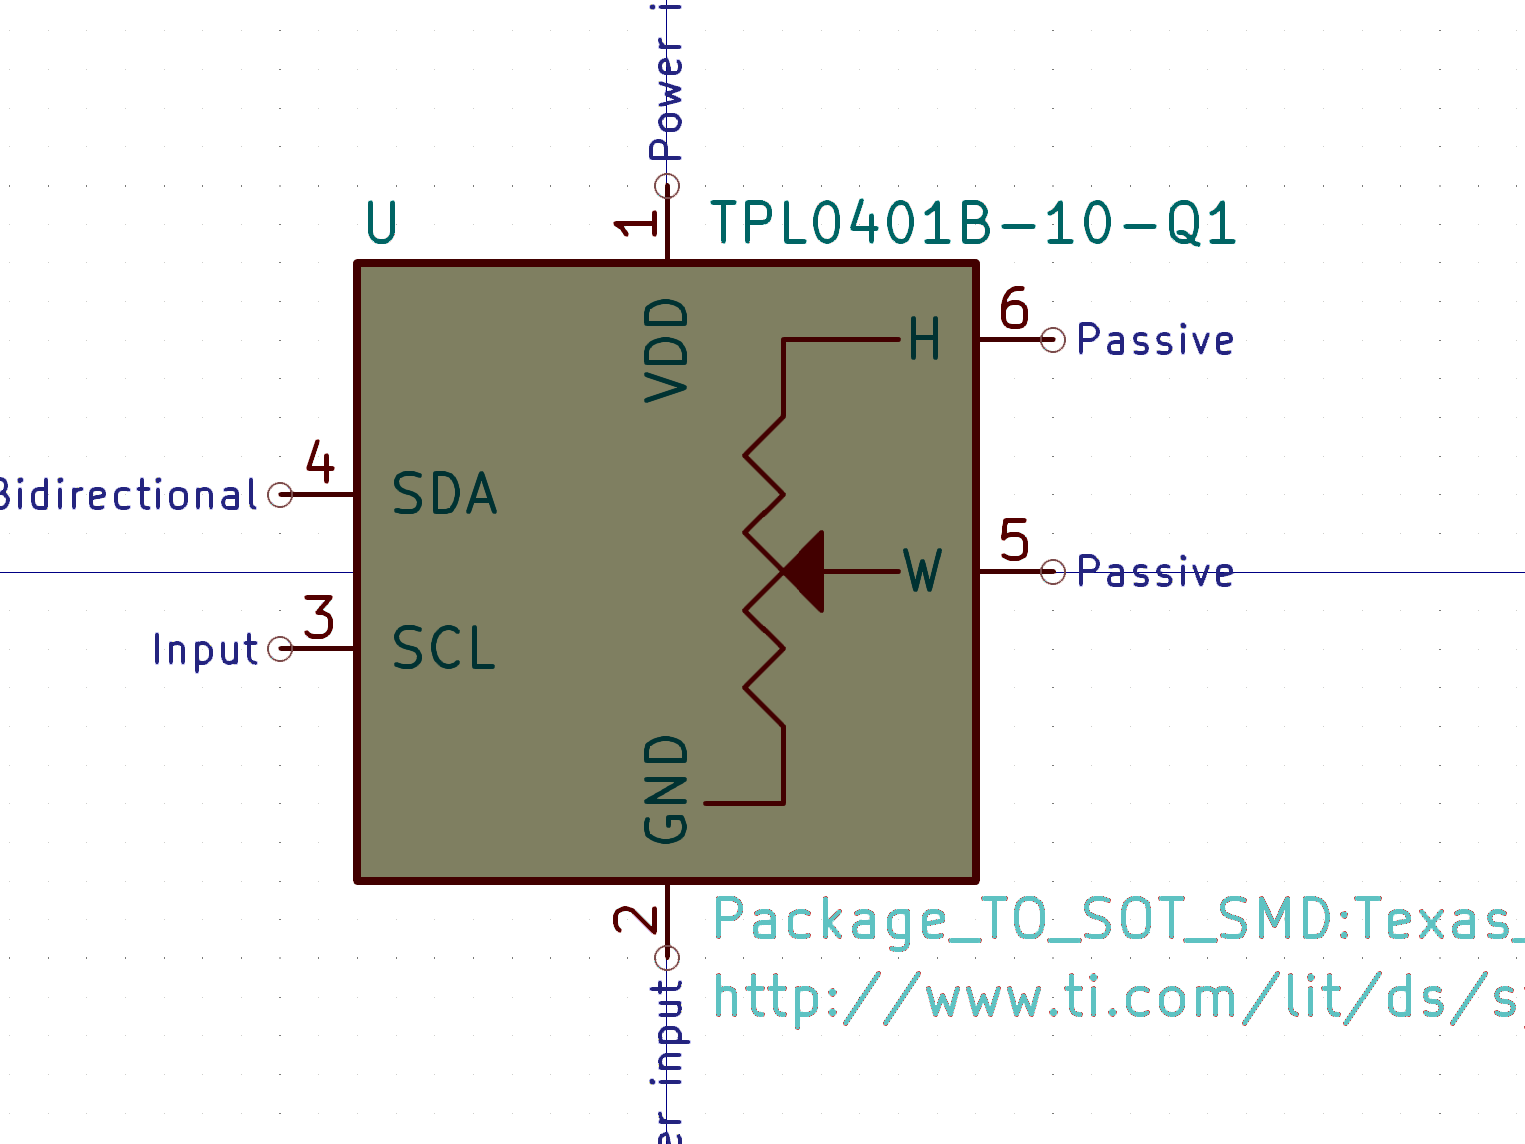 Power i
U
1
TPL0401B-10-Q1
VDD
H
6
Passive
4
Bidirectional
SDA
W
5
Passive
3
Input
SCL
GND
2
Package_TO_SOT_SMD:Texas_
http://www.ti.com/lit/ds/s
er input